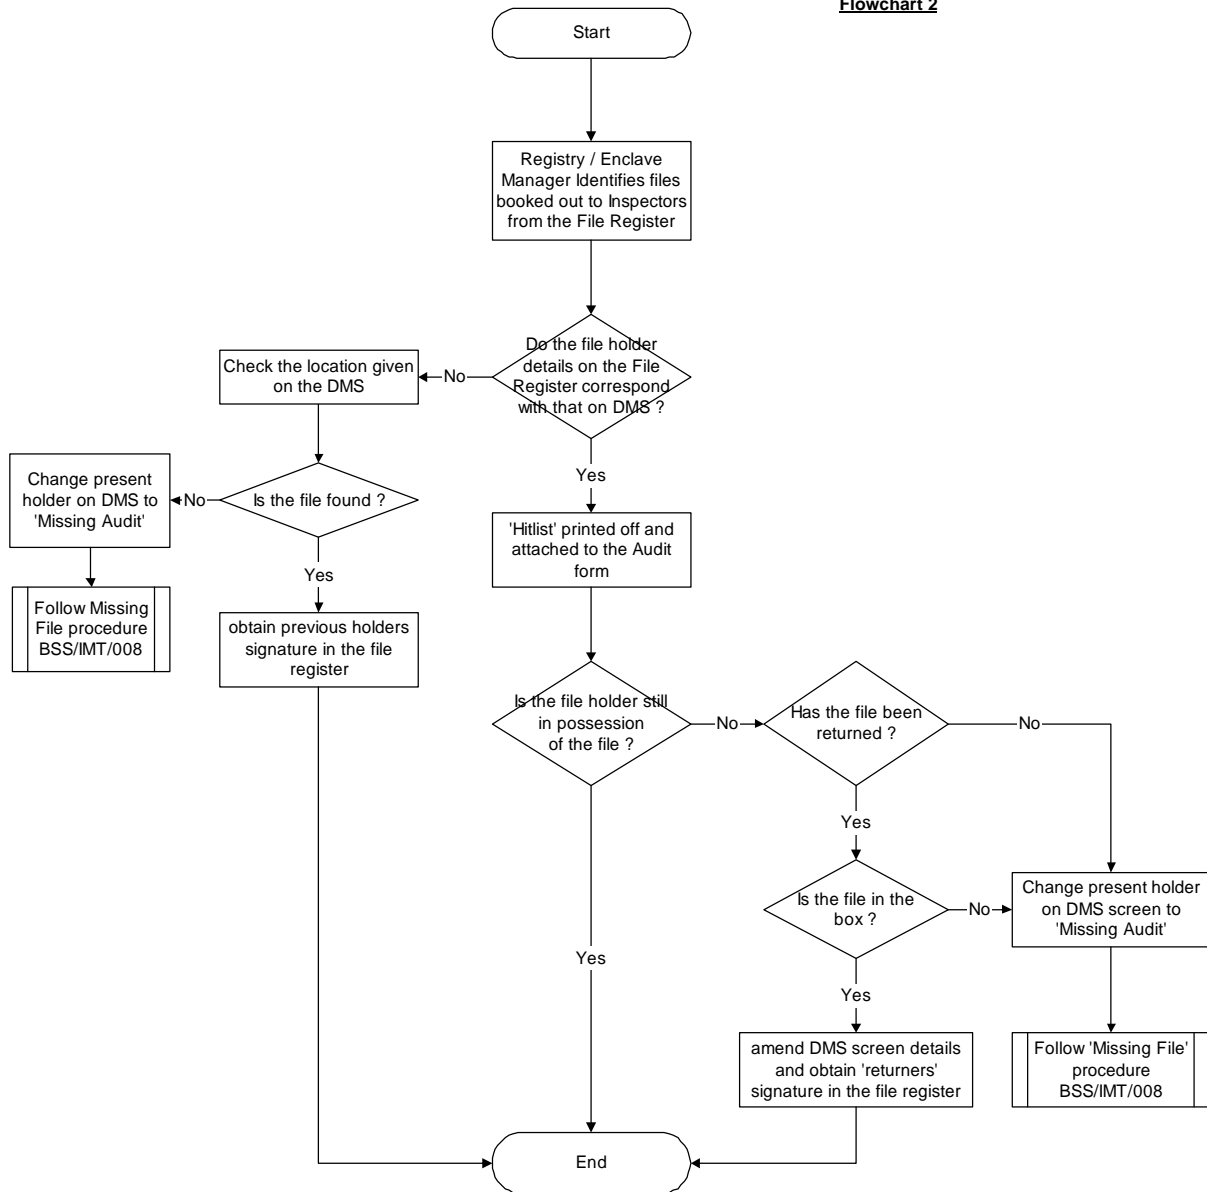 Flowchart 2
Start
Registry / Enclave
Manager Identifies files
booked out to Inspectors
from the File Register
Do the file holder
details on the File
Register correspond
with that on DMS ?
No
Check the location given
on the DMS
Yes
Is the file found ?
No
Change present
holder on DMS to
'Missing Audit'
Follow Missing
File procedure
BSS/IMT/008
Yes
obtain previous holders
signature in the file
register
'Hitlist' printed off and
attached to the Audit
form
Is the file holder still
in possession
of the file ?
No
Has the file been
returned ?
No
Yes
Is the file in the
box ?
No
Change present holder
on DMS screen to
'Missing Audit'
Yes
Yes
amend DMS screen details
and obtain 'returners'
signature in the file register
Follow 'Missing File'
procedure
BSS/IMT/008
End